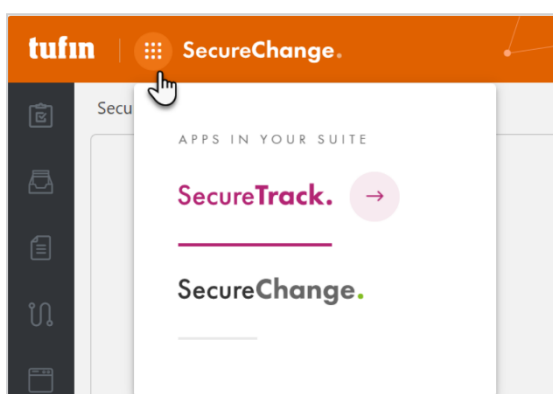 tufin SecureChange.
Secu
APPS IN YOUR SUITE
SecureTrack. →
SecureChange.